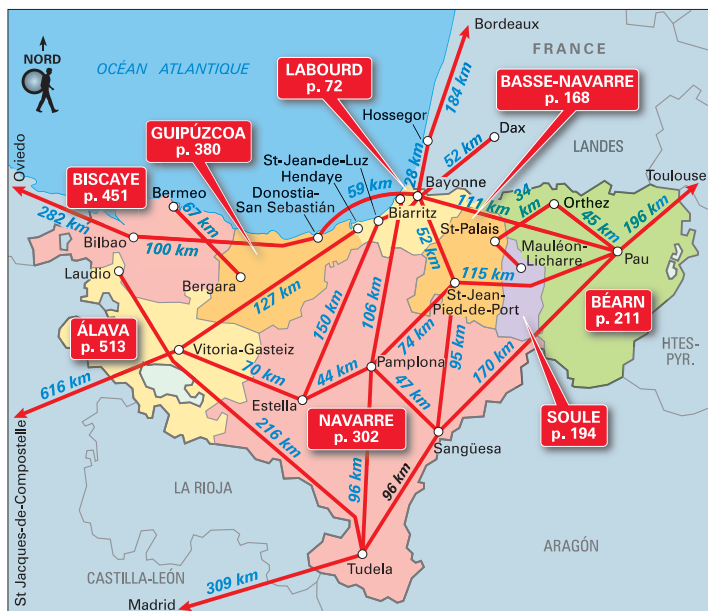 Bordeaux
NORD
OCÉAN ATLANTIQUE
FRANCE
LABOURD
p. 72
BASSE-NAVARRE
p. 168
184 km
Hossegor
Dax
LANDES
GUIPÚZCOA
p. 380
28 km
52 km
Oviedo
St-Jean-de-Luz
Hendaye
Donostia-
San Sebastián
59 km
Bayonne
Toulouse
BISCAYE
p. 451
Bermeo
67 km
Biarritz
111 km
34
km
Orthez
45 km
196 km
282 km
Bilbao
100 km
52 km
St-Palais
Mauléon-
Licharre
Pau
Laudio
Bergara
127 km
115 km
St-Jean-
Pied-de-Port
BÉARN
p. 211
150 km
106 km
74 km
95 km
170 km
ÁLAVA
p. 513
Vitoria-Gasteiz
Pamplona
HTES-
PYR.
616 km
70 km
44 km
47 km
Estella
NAVARRE
p. 302
SOULE
p. 194
216 km
Sangüesa
96 km
96 km
LA RIOJA
St Jacques-de-Compostelle
ARAGÓN
Tudela
CASTILLA-LEÓN
309 km
Madrid